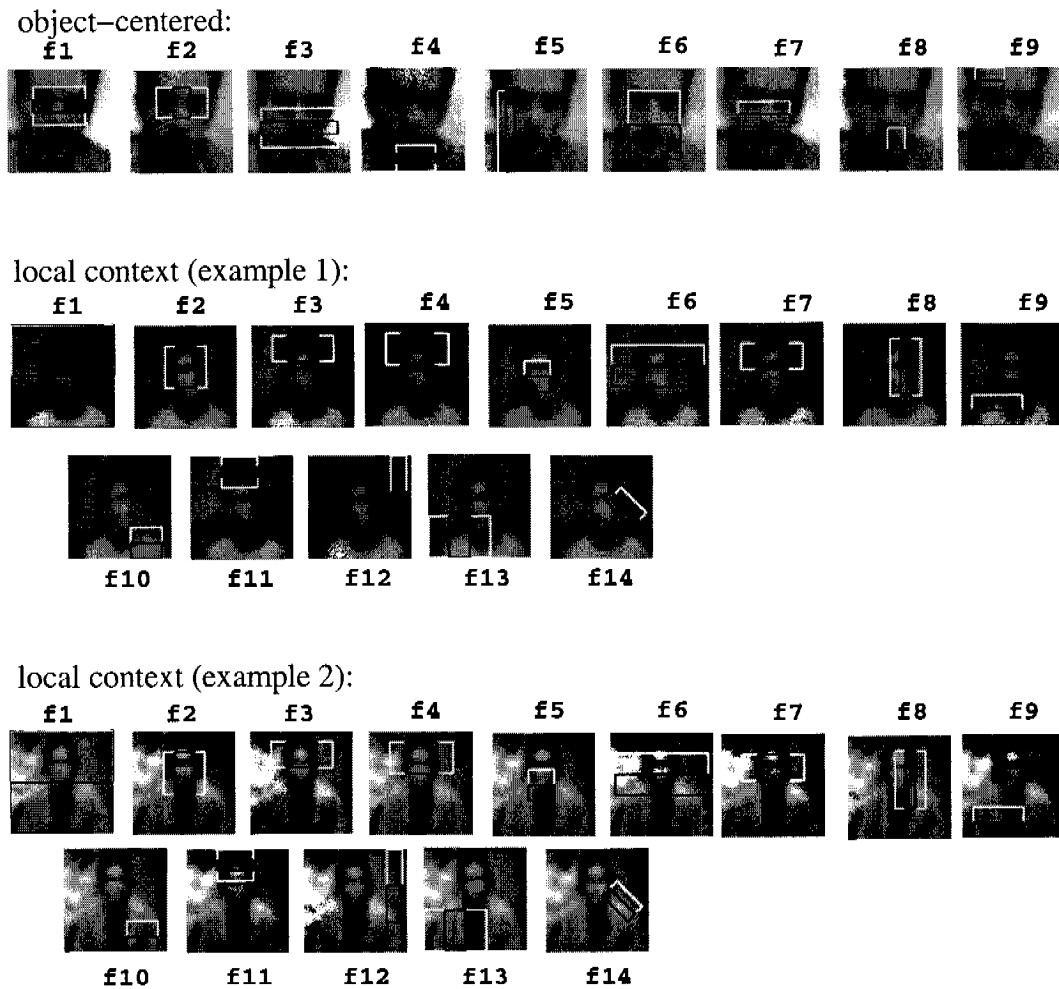 object–centered:
f1 f2 f3 f4 f5 f6 f7 f8 f9
local context (example 1):
f1 f2 f3 f4 f5 f6 f7 f8 f9
f10 f11 f12 f13 f14
local context (example 2):
f1 f2 f3 f4 f5 f6 f7 f8 f9
f10 f11 f12 f13 f14